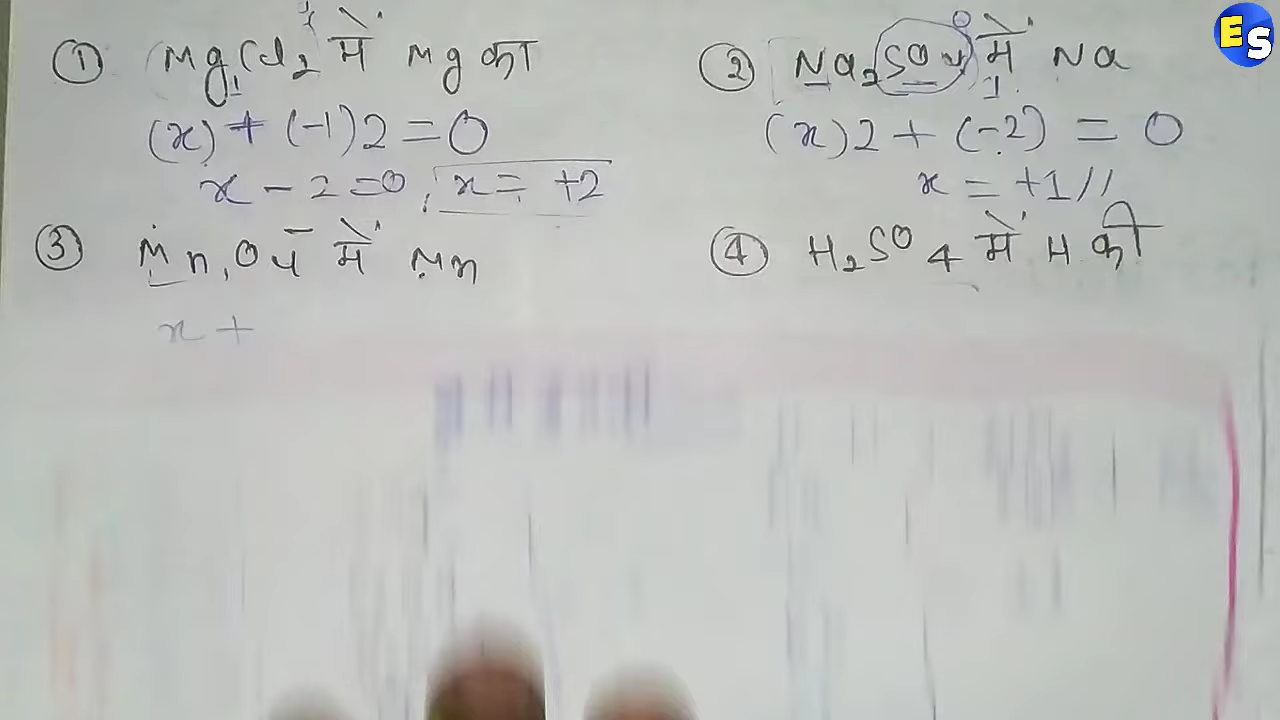 ① MgCl₂ में Mg का
(x) + (-1)2 = 0
x - 2 = 0, x = +2
② Na₂SO₄ में Na
(x)2 + (-2) = 0
x = +1//
③ MnO₄⁻ में Mn
x +
④ H₂SO₄ में H की
ES